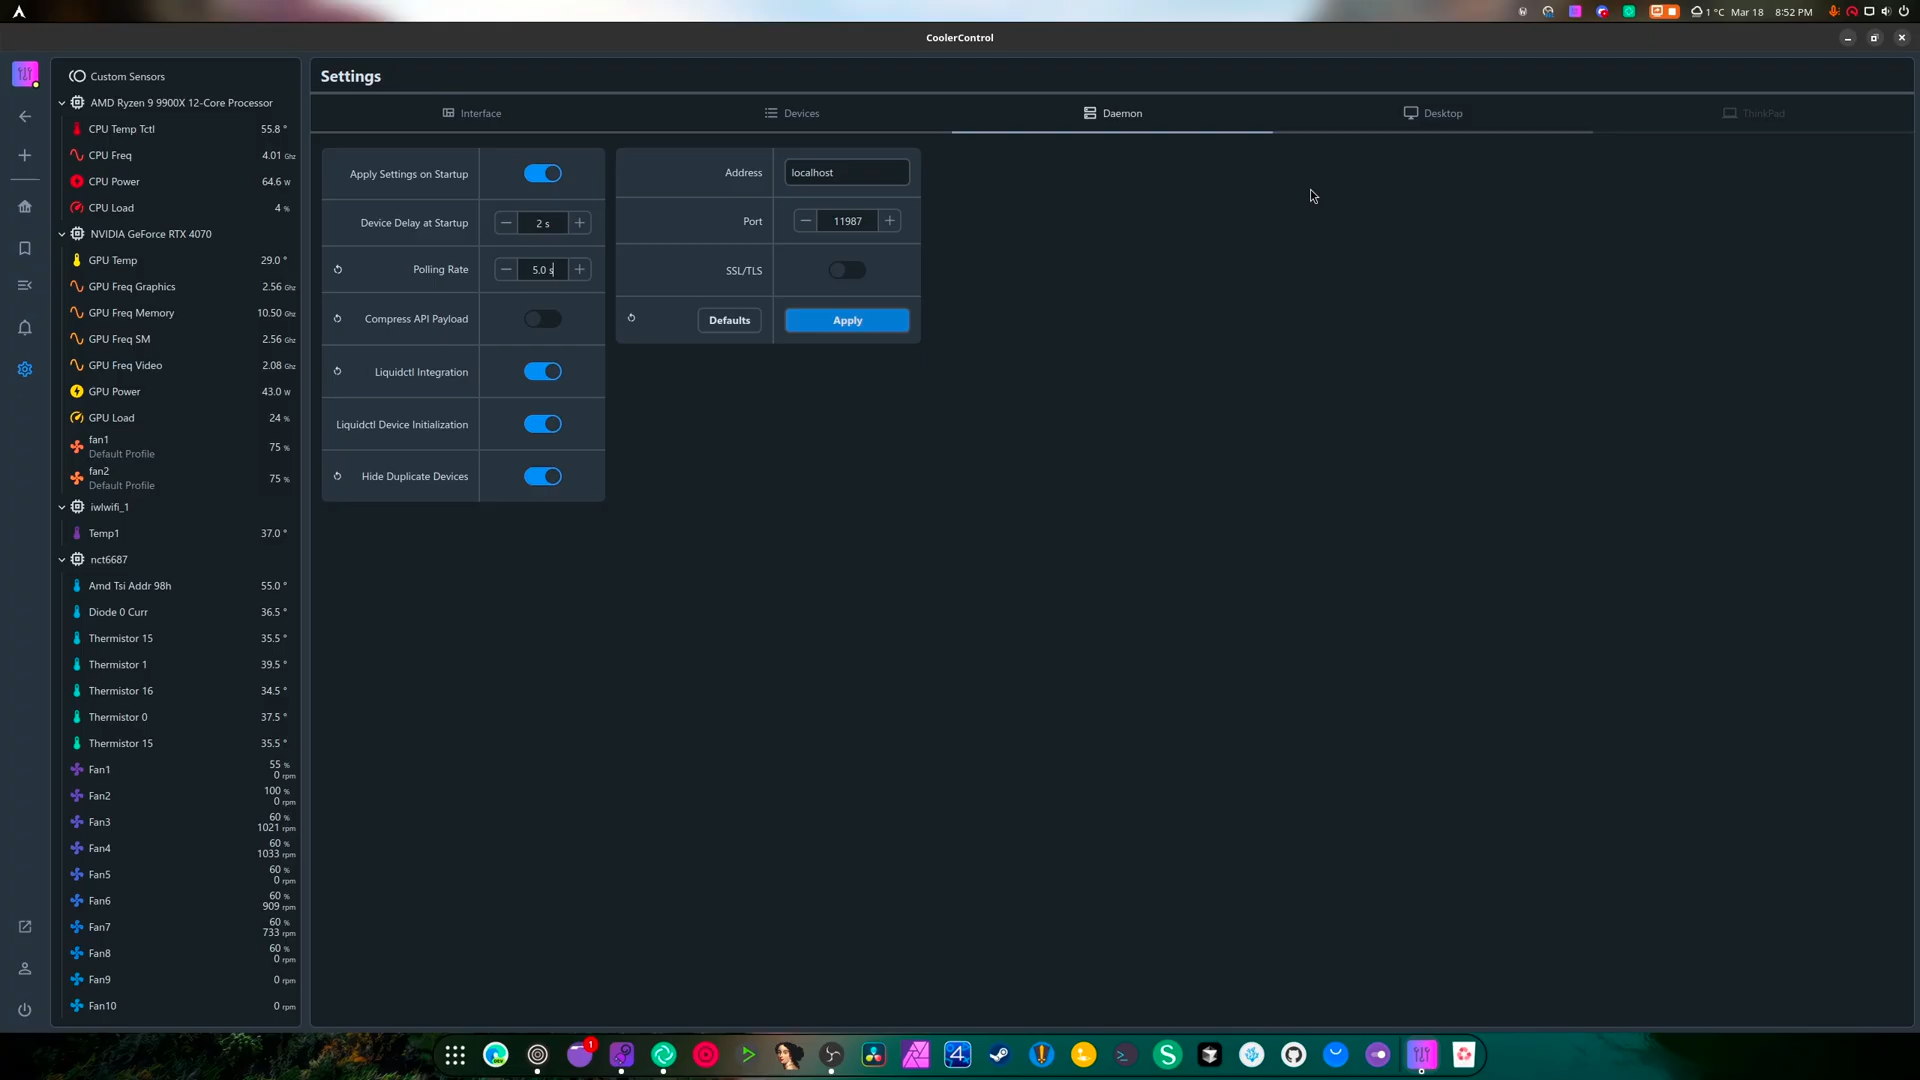 1 °C Mar 18 8:52 PM
CoolerControl
Custom Sensors
AMD Ryzen 9 9900X 12-Core Processor
CPU Temp Tctl 55.8 °
CPU Freq 4.01 Ghz
CPU Power 64.6 W
CPU Load 4 %
NVIDIA GeForce RTX 4070
GPU Temp 29.0 °
GPU Freq Graphics 2.56 Ghz
GPU Freq Memory 10.50 Ghz
GPU Freq SM 2.56 Ghz
GPU Freq Video 2.08 Ghz
GPU Power 43.0 W
GPU Load 24 %
fan1
Default Profile 75 %
fan2
Default Profile 75 %
iwlwifi_1
Temp1 37.0 °
nct6687
Amd Tsi Addr 98h 55.0 °
Diode 0 Curr 36.5 °
Thermistor 15 35.5 °
Thermistor 1 39.5 °
Thermistor 16 34.5 °
Thermistor 0 37.5 °
Thermistor 15 35.5 °
Fan1 55 %
0 rpm
Fan2 100 %
0 rpm
Fan3 60 %
1021 rpm
Fan4 60 %
1033 rpm
Fan5 60 %
0 rpm
Fan6 60 %
909 rpm
Fan7 60 %
733 rpm
Fan8 60 %
0 rpm
Fan9 0 rpm
Fan10 0 rpm
Settings
Interface Devices Daemon Desktop ThinkPad
Apply Settings on Startup
Device Delay at Startup 2 s
Polling Rate 5.0 s
Compress API Payload
Liquidctl Integration
Liquidctl Device Initialization
Hide Duplicate Devices
Address localhost
Port 11987
SSL/TLS
Defaults Apply
DEV
1
4
S